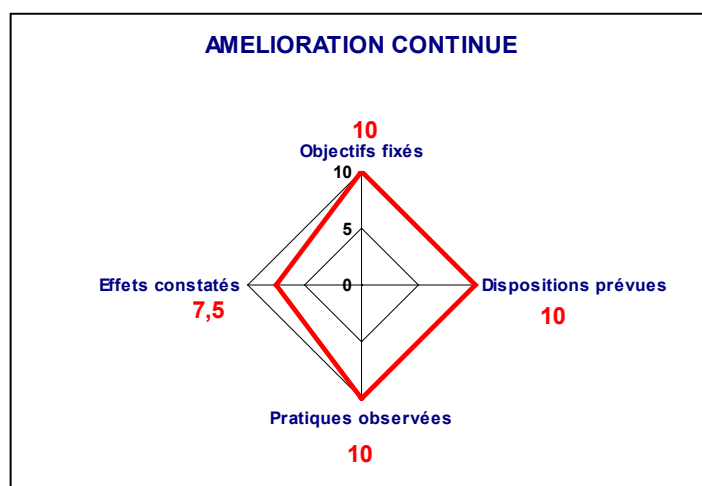 AMELIORATION CONTINUE
10
Objectifs fixés
10
5
Effets constatés
0
Dispositions prévues
7,5
10
Pratiques observées
10